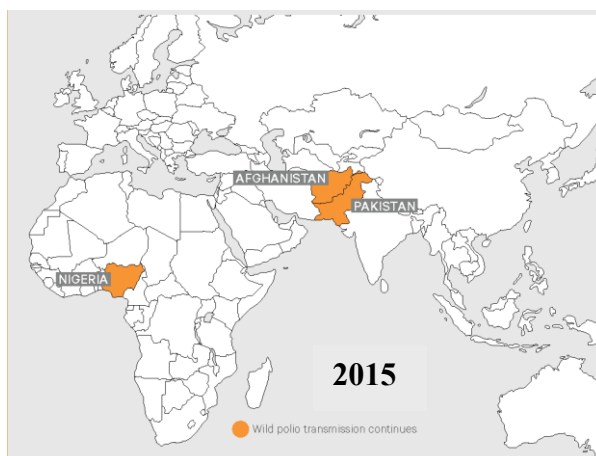 AFGHANISTAN
PAKISTAN
NIGERIA
2015
Wild polio transmission continues